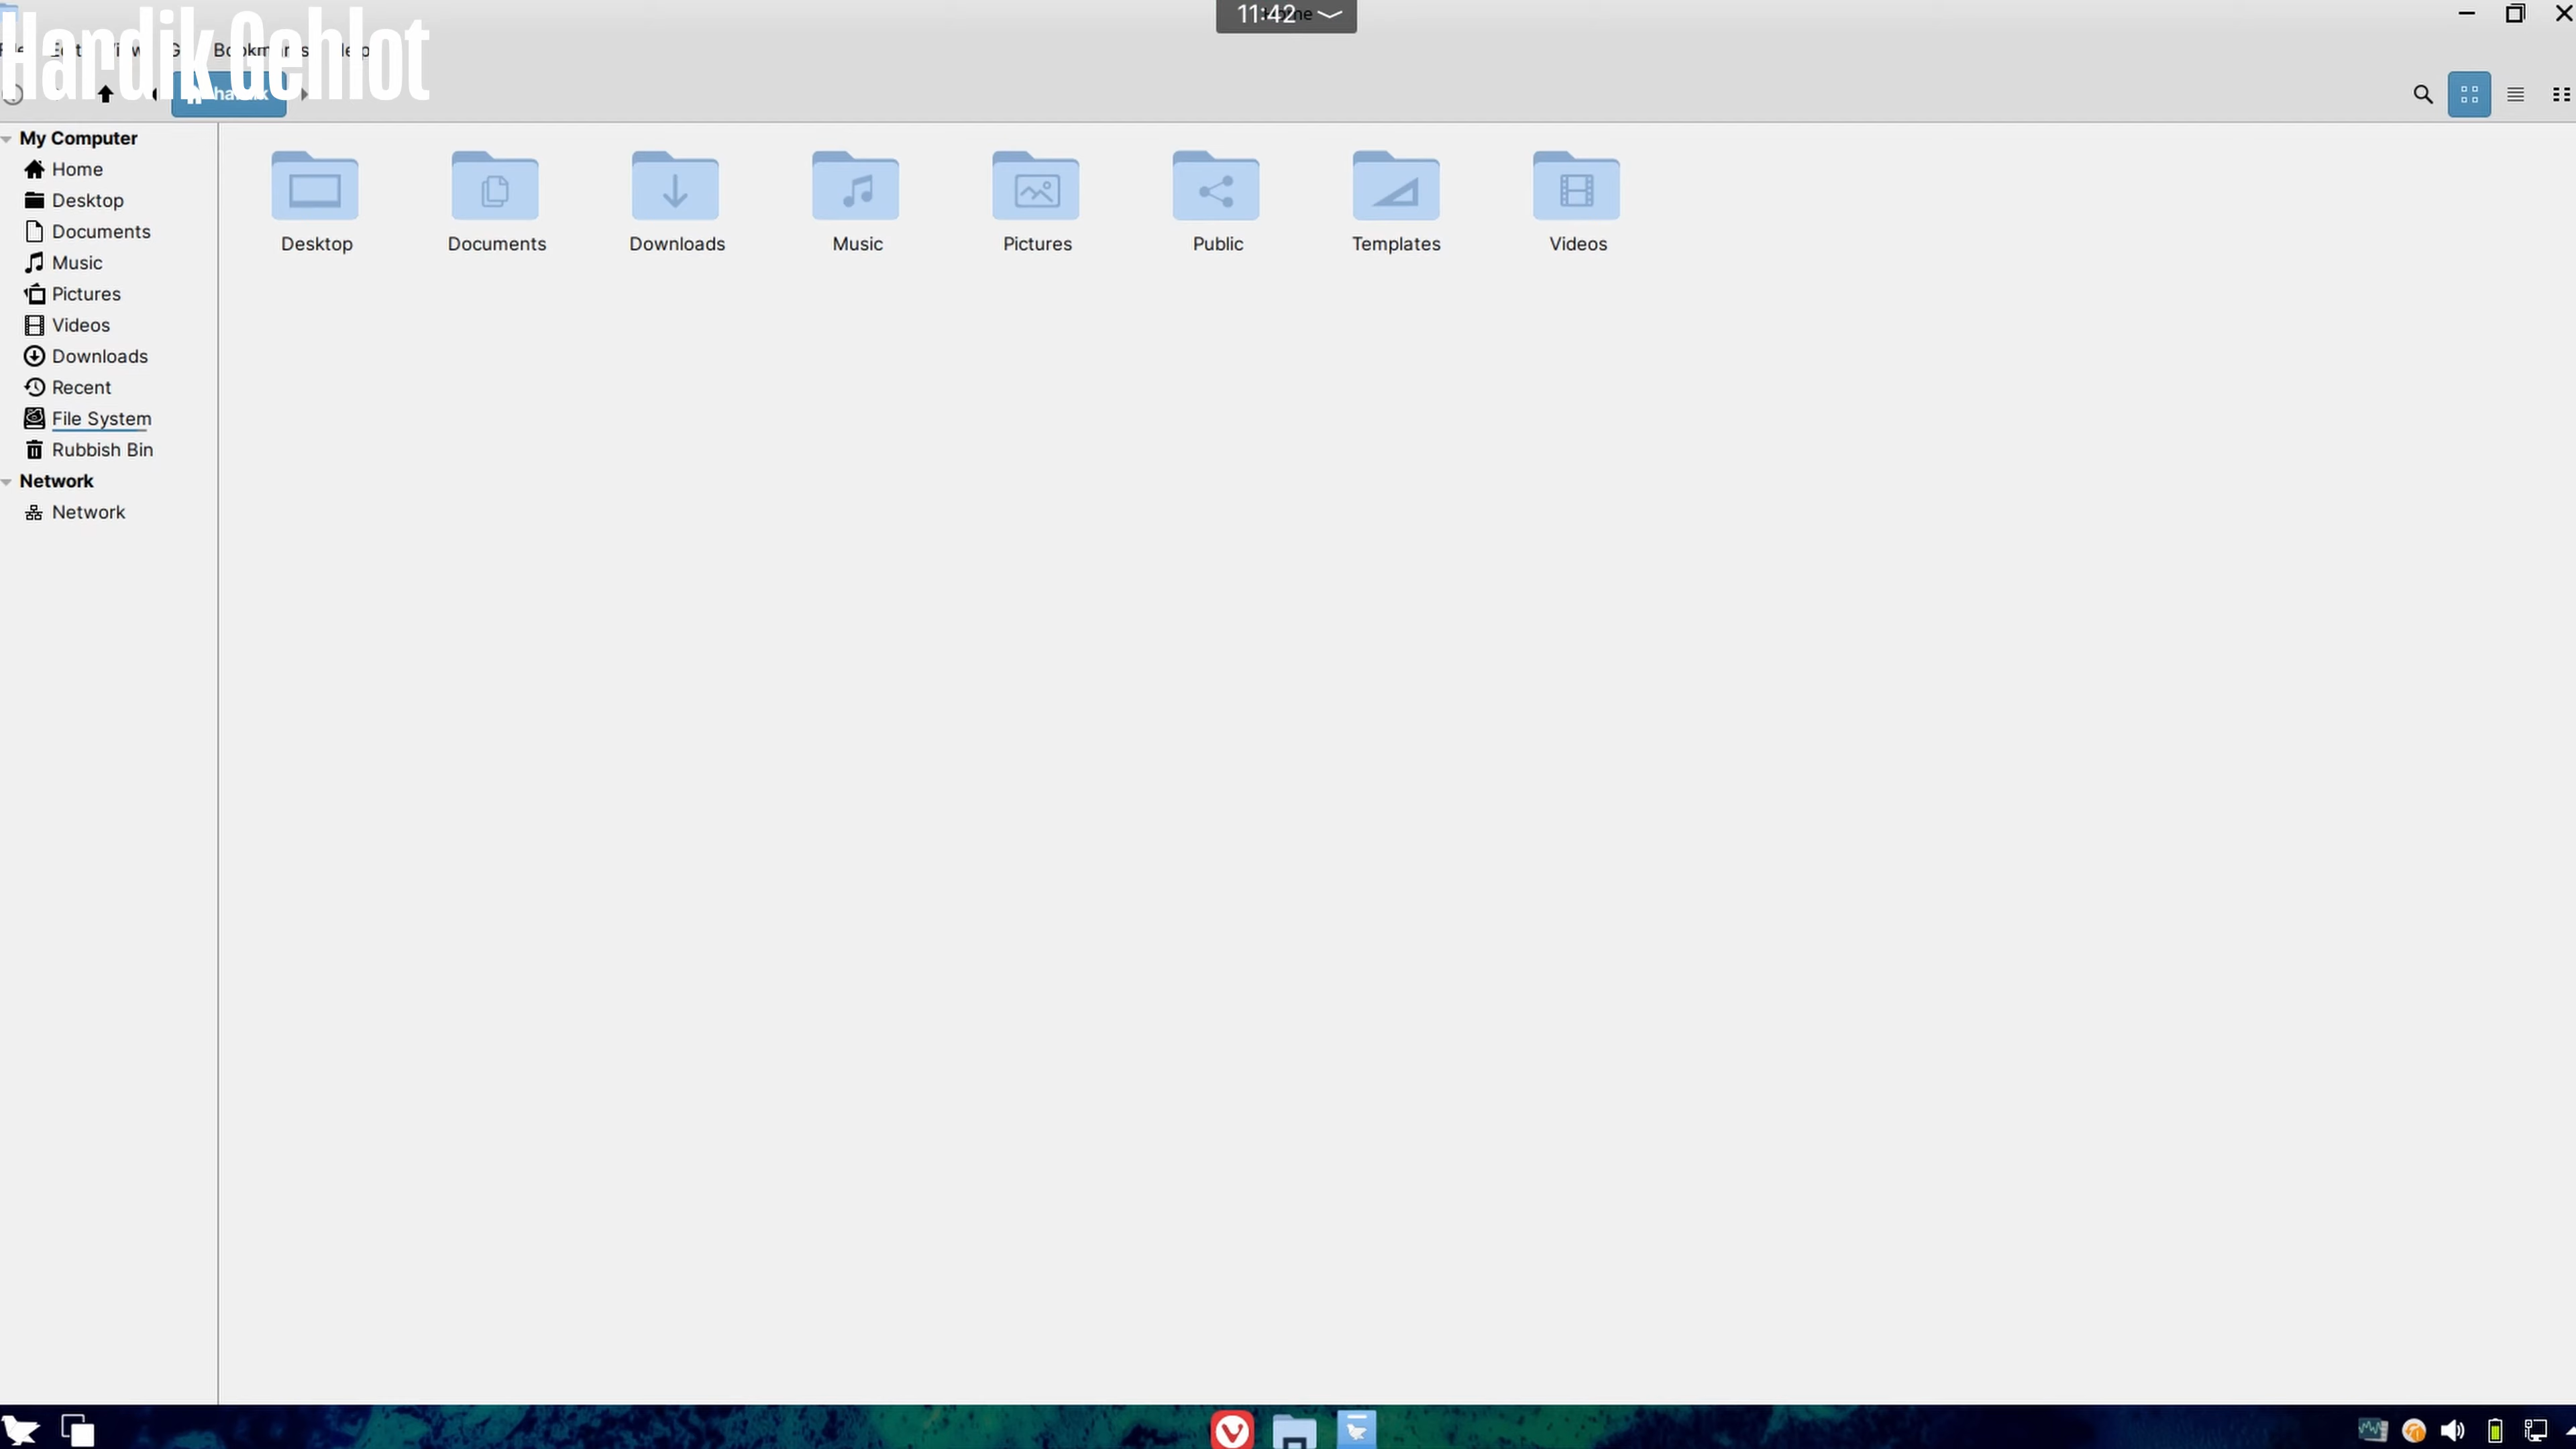 11:42
Hardik Gehlot
Bookmarks
My Computer
Home
Desktop
Documents
Music
Pictures
Videos
Downloads
Recent
File System
Rubbish Bin
Network
Network
Desktop
Documents
Downloads
Music
Pictures
Public
Templates
Videos